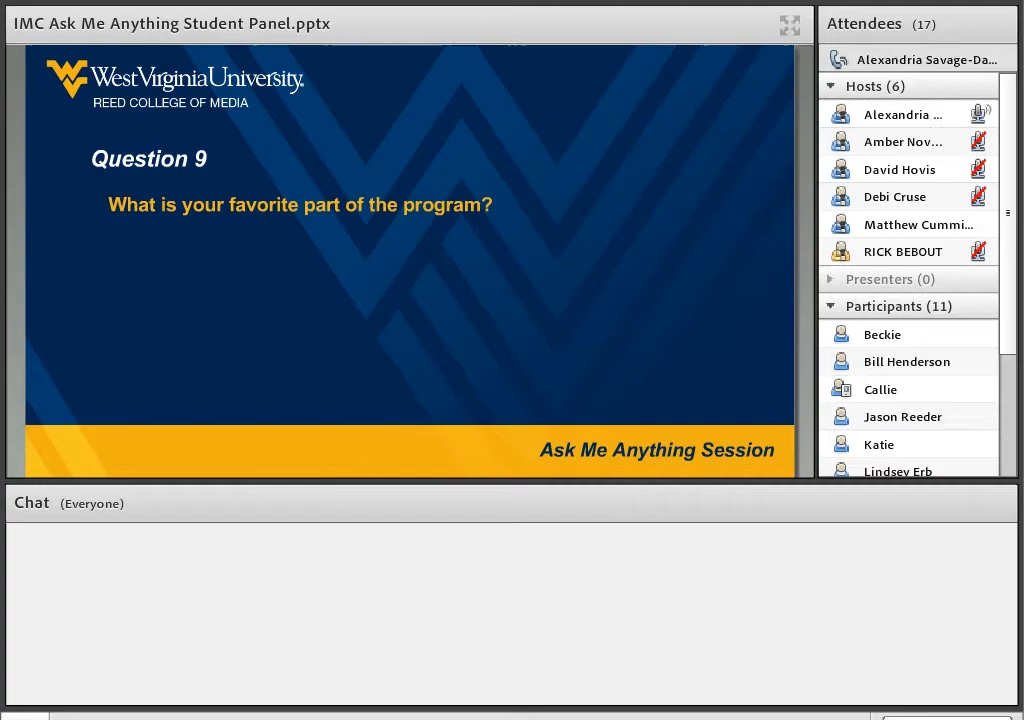 IMC Ask Me Anything Student Panel.pptx
WestVirginiaUniversity.
REED COLLEGE OF MEDIA
Question 9
What is your favorite part of the program?
Ask Me Anything Session
Attendees (17)
Alexandria Savage-Da...
Hosts (6)
Alexandria ...
Amber Nov...
David Hovis
Debi Cruse
Matthew Cummi...
RICK BEBOUT
Presenters (0)
Participants (11)
Beckie
Bill Henderson
Callie
Jason Reeder
Katie
Lindsey Erb
Chat (Everyone)